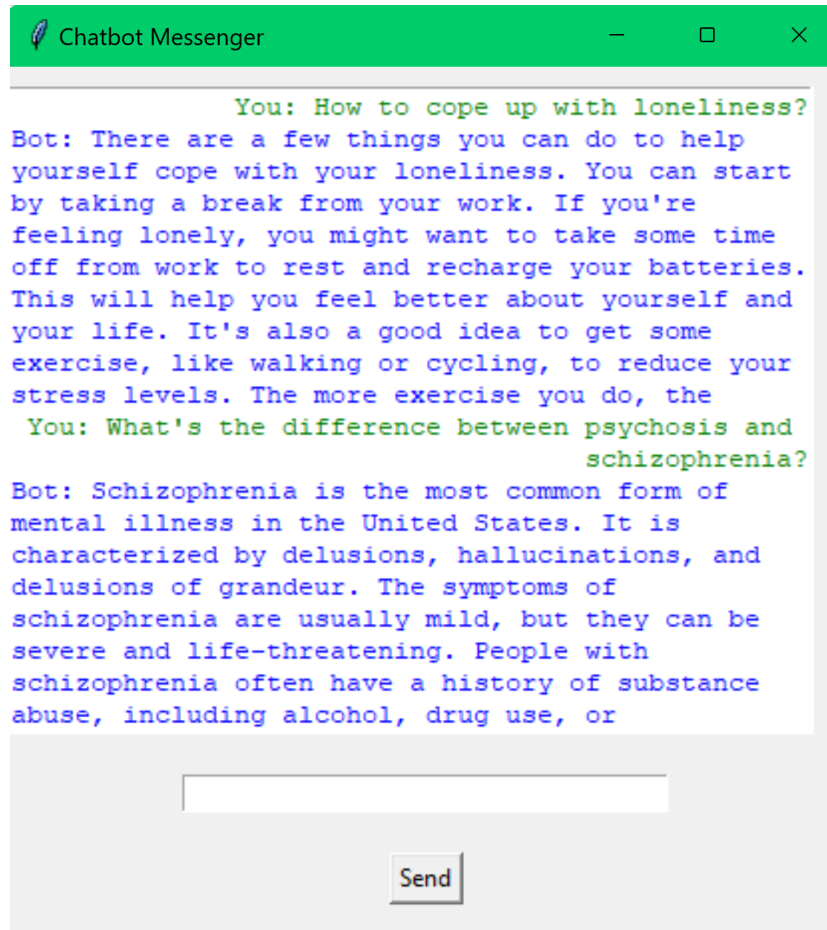 Chatbot Messenger
You: How to cope up with loneliness?
Bot: There are a few things you can do to help
yourself cope with your loneliness. You can start
by taking a break from your work. If you're
feeling lonely, you might want to take some time
off from work to rest and recharge your batteries.
This will help you feel better about yourself and
your life. It's also a good idea to get some
exercise, like walking or cycling, to reduce your
stress levels. The more exercise you do, the
You: What's the difference between psychosis and
schizophrenia?
Bot: Schizophrenia is the most common form of
mental illness in the United States. It is
characterized by delusions, hallucinations, and
delusions of grandeur. The symptoms of
schizophrenia are usually mild, but they can be
severe and life-threatening. People with
schizophrenia often have a history of substance
abuse, including alcohol, drug use, or
Send